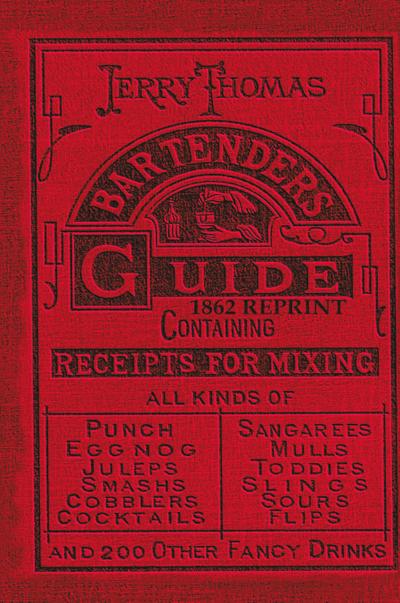 JERRY THOMAS
BARTENDERS
GUIDE
1862 REPRINT
CONTAINING
RECEIPTS FOR MIXING
ALL KINDS OF
PUNCH
EGGNOG
JULEPS
SMASHS
COBBLERS
COCKTAILS
SANGAREES
MULLS
TODDIES
SLINGS
SOURS
FLIPS
AND 200 OTHER FANCY DRINKS